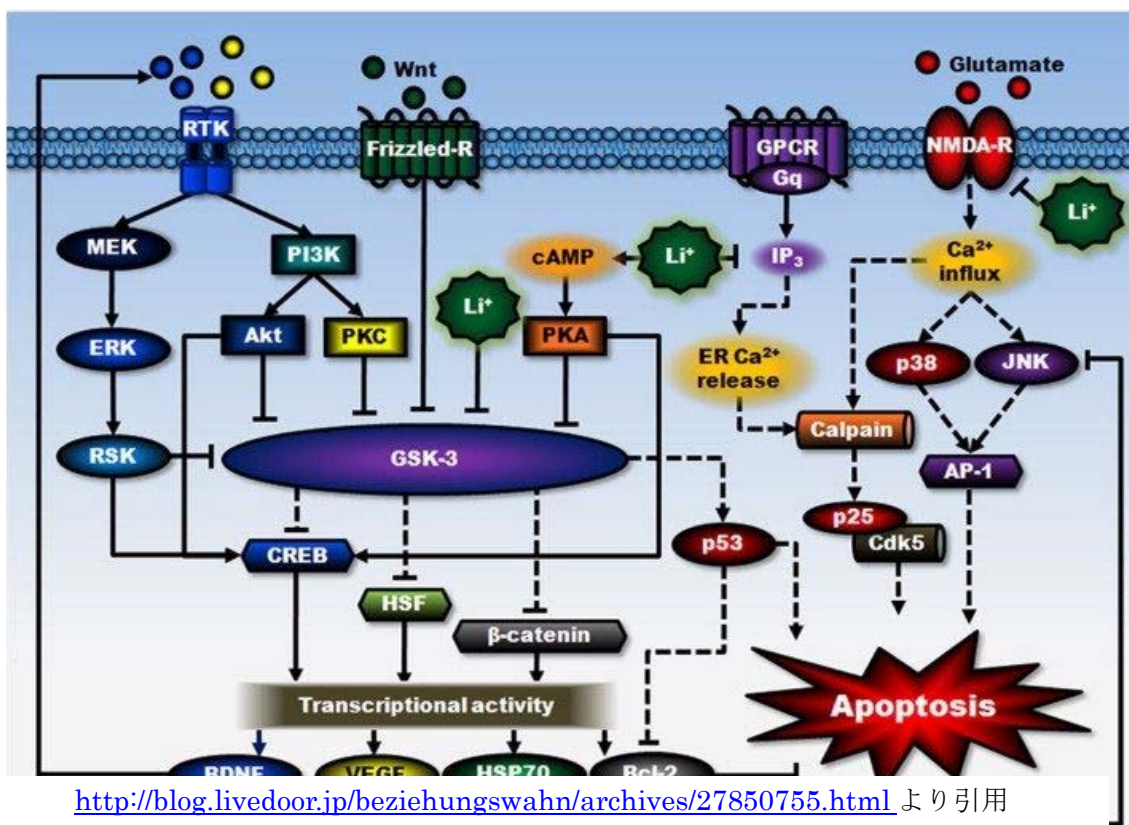 Wnt
Glutamate
RTK
Frizzled-R
GPCR
NMDA-R
Gq
Li⁺
MEK
PI3K
cAMP
Li⁺
IP₃
Ca²⁺
influx
Li⁺
ERK
Akt
PKC
PKA
ER Ca²⁺
release
p38
JNK
RSK
GSK-3
Calpain
AP-1
CREB
p53
p25
Cdk5
HSF
β-catenin
Transcriptional activity
Apoptosis
BDNF
VEGF
HSP70
Bcl-2
http://blog.livedoor.jp/beziehungswahn/archives/27850755.html より引用